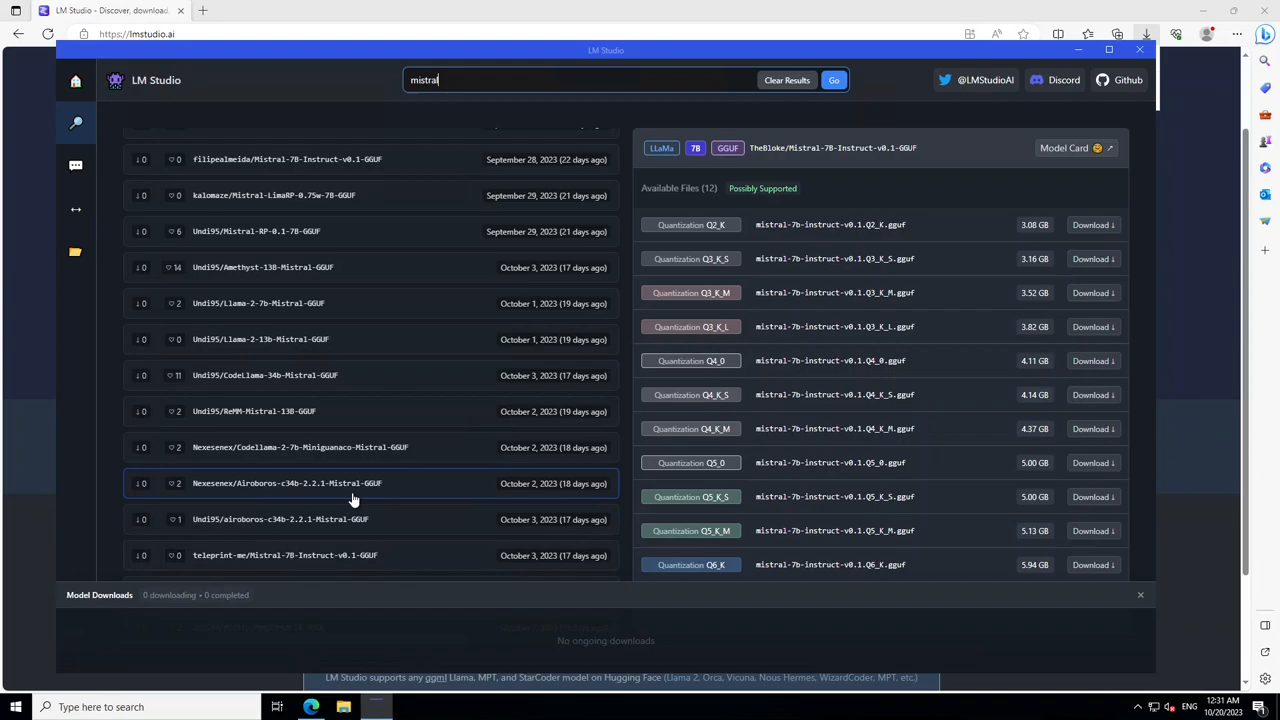 LM Studio - Discover, download,
https://lmstudio.ai
LM Studio
LM Studio
mistral
Clear Results
Go
@LMStudioAI
Discord
Github
filipealmeida/Mistral-7B-Instruct-v0.1-GGUF
0
0
September 28, 2023 (22 days ago)
0
0
kalomaze/Mistral-LimaRP-0.75w-7B-GGUF
September 29, 2023 (21 days ago)
0
6
Undi95/Mistral-RP-0.1-7B-GGUF
September 29, 2023 (21 days ago)
0
14
Undi95/Amethyst-13B-Mistral-GGUF
October 3, 2023 (17 days ago)
0
2
Undi95/Llama-2-7b-Mistral-GGUF
October 1, 2023 (19 days ago)
0
0
Undi95/Llama-2-13b-Mistral-GGUF
October 1, 2023 (19 days ago)
0
11
Undi95/CodeLlama-34b-Mistral-GGUF
October 3, 2023 (17 days ago)
0
2
Undi95/ReMM-Mistral-13B-GGUF
October 2, 2023 (19 days ago)
0
2
Nexesenex/Codellama-2-7b-Miniguanaco-Mistral-GGUF
October 2, 2023 (18 days ago)
0
2
Nexesenex/Airoboros-c34b-2.2.1-Mistral-GGUF
October 2, 2023 (18 days ago)
0
1
Undi95/airoboros-c34b-2.2.1-Mistral-GGUF
October 3, 2023 (17 days ago)
0
0
teleprint-me/Mistral-7B-Instruct-v0.1-GGUF
October 3, 2023 (17 days ago)
LLaMa
7B
GGUF
TheBloke/Mistral-7B-Instruct-v0.1-GGUF
Model Card
Available Files (12)
Possibly Supported
Quantization Q2_K
mistral-7b-instruct-v0.1.Q2_K.gguf
3.08 GB
Download ↓
Quantization Q3_K_S
mistral-7b-instruct-v0.1.Q3_K_S.gguf
3.16 GB
Download ↓
Quantization Q3_K_M
mistral-7b-instruct-v0.1.Q3_K_M.gguf
3.52 GB
Download ↓
Quantization Q3_K_L
mistral-7b-instruct-v0.1.Q3_K_L.gguf
3.82 GB
Download ↓
Quantization Q4_0
mistral-7b-instruct-v0.1.Q4_0.gguf
4.11 GB
Download ↓
Quantization Q4_K_S
mistral-7b-instruct-v0.1.Q4_K_S.gguf
4.14 GB
Download ↓
Quantization Q4_K_M
mistral-7b-instruct-v0.1.Q4_K_M.gguf
4.37 GB
Download ↓
Quantization Q5_0
mistral-7b-instruct-v0.1.Q5_0.gguf
5.00 GB
Download ↓
Quantization Q5_K_S
mistral-7b-instruct-v0.1.Q5_K_S.gguf
5.00 GB
Download ↓
Quantization Q5_K_M
mistral-7b-instruct-v0.1.Q5_K_M.gguf
5.13 GB
Download ↓
Quantization Q6_K
mistral-7b-instruct-v0.1.Q6_K.gguf
5.94 GB
Download ↓
Model Downloads
0 downloading • 0 completed
No ongoing downloads
LM Studio supports any ggml Llama, MPT, and StarCoder model on Hugging Face (Llama 2, Orca, Vicuna, Nous Hermes, WizardCoder, MPT, etc.)
Type here to search
ENG
12:31 AM
10/20/2023
1